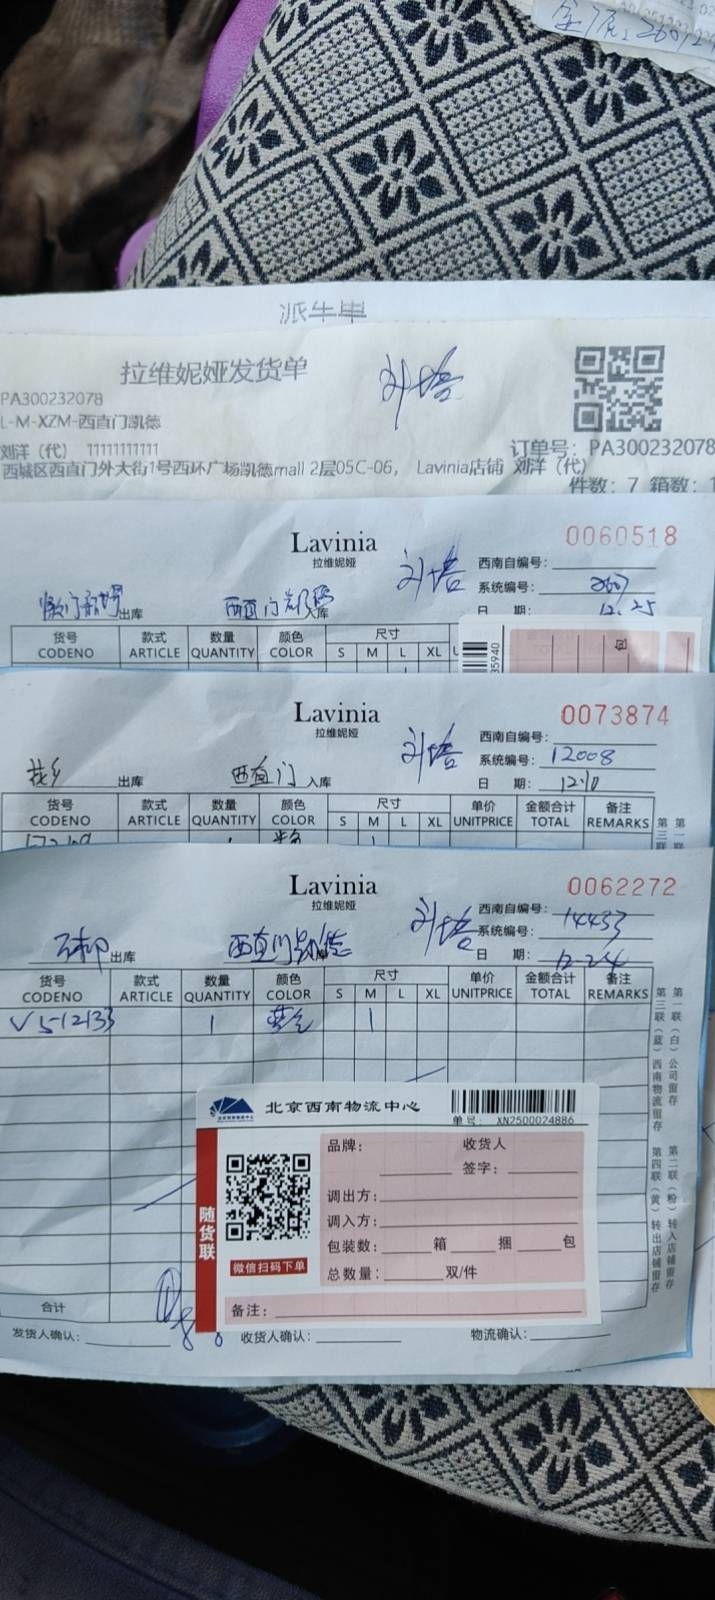 派车单
拉维妮娅发货单
PA300232078
L-M-XZM-西直门凯德
刘洋（代） 11111111111
订单号: PA300232078
西城区西直门外大街1号西环广场凯德mall 2层05C-06， Lavinia店铺 刘洋（代）
件数: 7 箱数: 1
Lavinia
拉维妮娅
0060518
刘培
西南自编号:
系统编号:
日 期: 12.25
出库
货号 款式 数量 颜色 尺寸
CODENO ARTICLE QUANTITY COLOR S M L XL
35940
Lavinia
拉维妮娅
0073874
刘培
西南自编号:
系统编号: 12008
日 期: 12.10
出库 西直门 入库
货号 款式 数量 颜色 尺寸 单价 金额合计 备注
CODENO ARTICLE QUANTITY COLOR S M L XL UNITPRICE TOTAL REMARKS
Lavinia
拉维妮娅
0062272
刘培
西南自编号:
系统编号: 14433
日 期: 12-24
出库 西直门凯德
货号 款式 数量 颜色 尺寸 单价 金额合计 备注
CODENO ARTICLE QUANTITY COLOR S M L XL UNITPRICE TOTAL REMARKS
V5-12133 1 1
第一联（白）公司留存
第三联（蓝）西南物流留存
第二联（粉）转入店铺留存
第四联（黄）转出店铺留存
北京西南物流中心
单号: XN2500024886
随货联
微信扫码下单
品牌: 收货人
签字:
调出方:
调入方:
包装数: 箱 捆 包
总数量: 双/件
备注:
合计
发货人确认: 收货人确认: 物流确认: